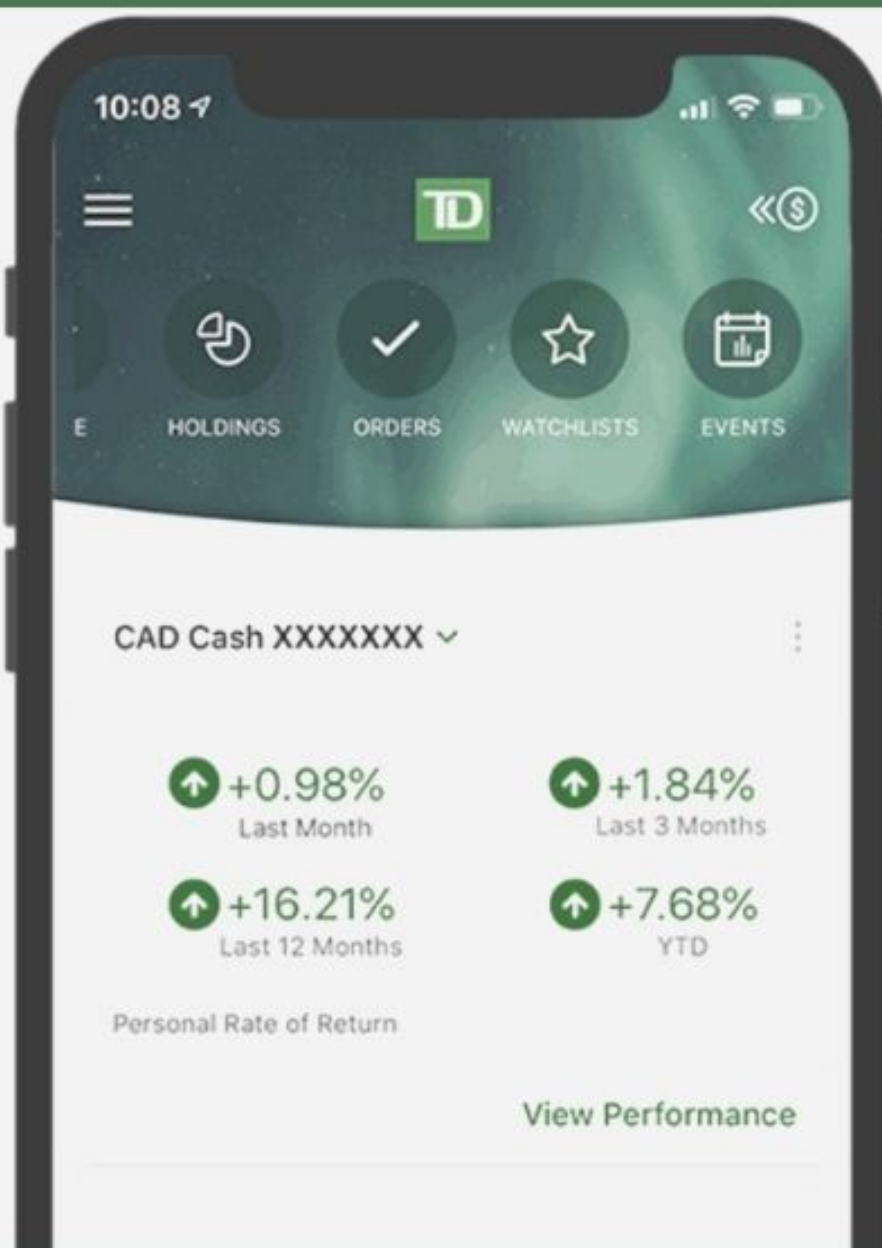 10:08
TD
$
E HOLDINGS ORDERS WATCHLISTS EVENTS
CAD Cash XXXXXXX
+0.98% +1.84%
Last Month Last 3 Months
+16.21% +7.68%
Last 12 Months YTD
Personal Rate of Return
View Performance